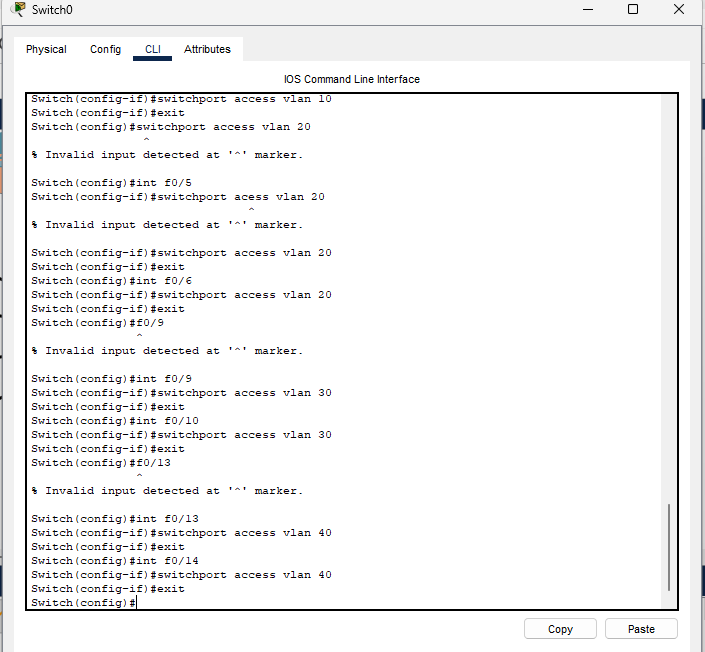 Switch0
Physical Config CLI Attributes
IOS Command Line Interface
Switch(config-if)#switchport access vlan 10
Switch(config-if)#exit
Switch(config)#switchport access vlan 20
^
% Invalid input detected at '^' marker.
Switch(config)#int f0/5
Switch(config-if)#switchport acess vlan 20
^
% Invalid input detected at '^' marker.
Switch(config-if)#switchport access vlan 20
Switch(config-if)#exit
Switch(config)#int f0/6
Switch(config-if)#switchport access vlan 20
Switch(config-if)#exit
Switch(config)#f0/9
^
% Invalid input detected at '^' marker.
Switch(config)#int f0/9
Switch(config-if)#switchport access vlan 30
Switch(config-if)#exit
Switch(config)#int f0/10
Switch(config-if)#switchport access vlan 30
Switch(config-if)#exit
Switch(config)#f0/13
^
% Invalid input detected at '^' marker.
Switch(config)#int f0/13
Switch(config-if)#switchport access vlan 40
Switch(config-if)#exit
Switch(config)#int f0/14
Switch(config-if)#switchport access vlan 40
Switch(config-if)#exit
Switch(config)#
Copy Paste